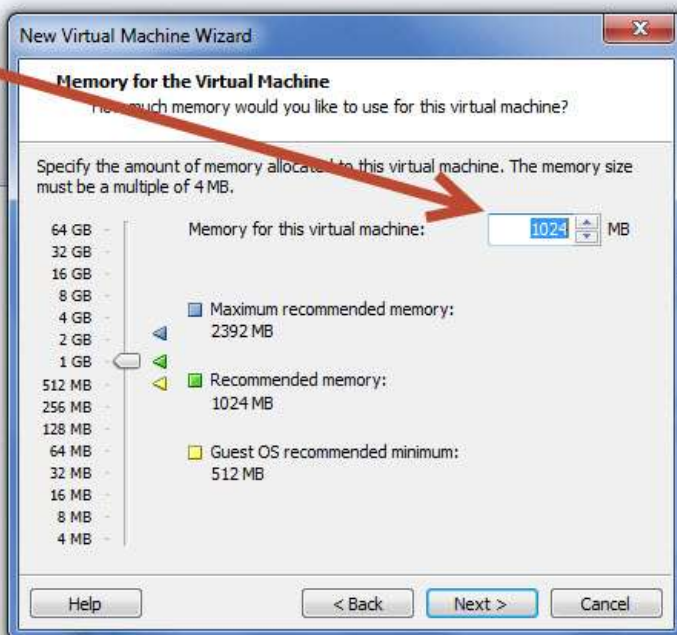 New Virtual Machine Wizard
Memory for the Virtual Machine
much memory would you like to use for this virtual machine?
Specify the amount of memory allocated to this virtual machine. The memory size
must be a multiple of 4 MB.
Memory for this virtual machine: 1024 MB
64 GB
32 GB
16 GB
8 GB
4 GB
2 GB
1 GB
512 MB
256 MB
128 MB
64 MB
32 MB
16 MB
8 MB
4 MB
Maximum recommended memory:
2392 MB
Recommended memory:
1024 MB
Guest OS recommended minimum:
512 MB
Help
< Back
Next >
Cancel